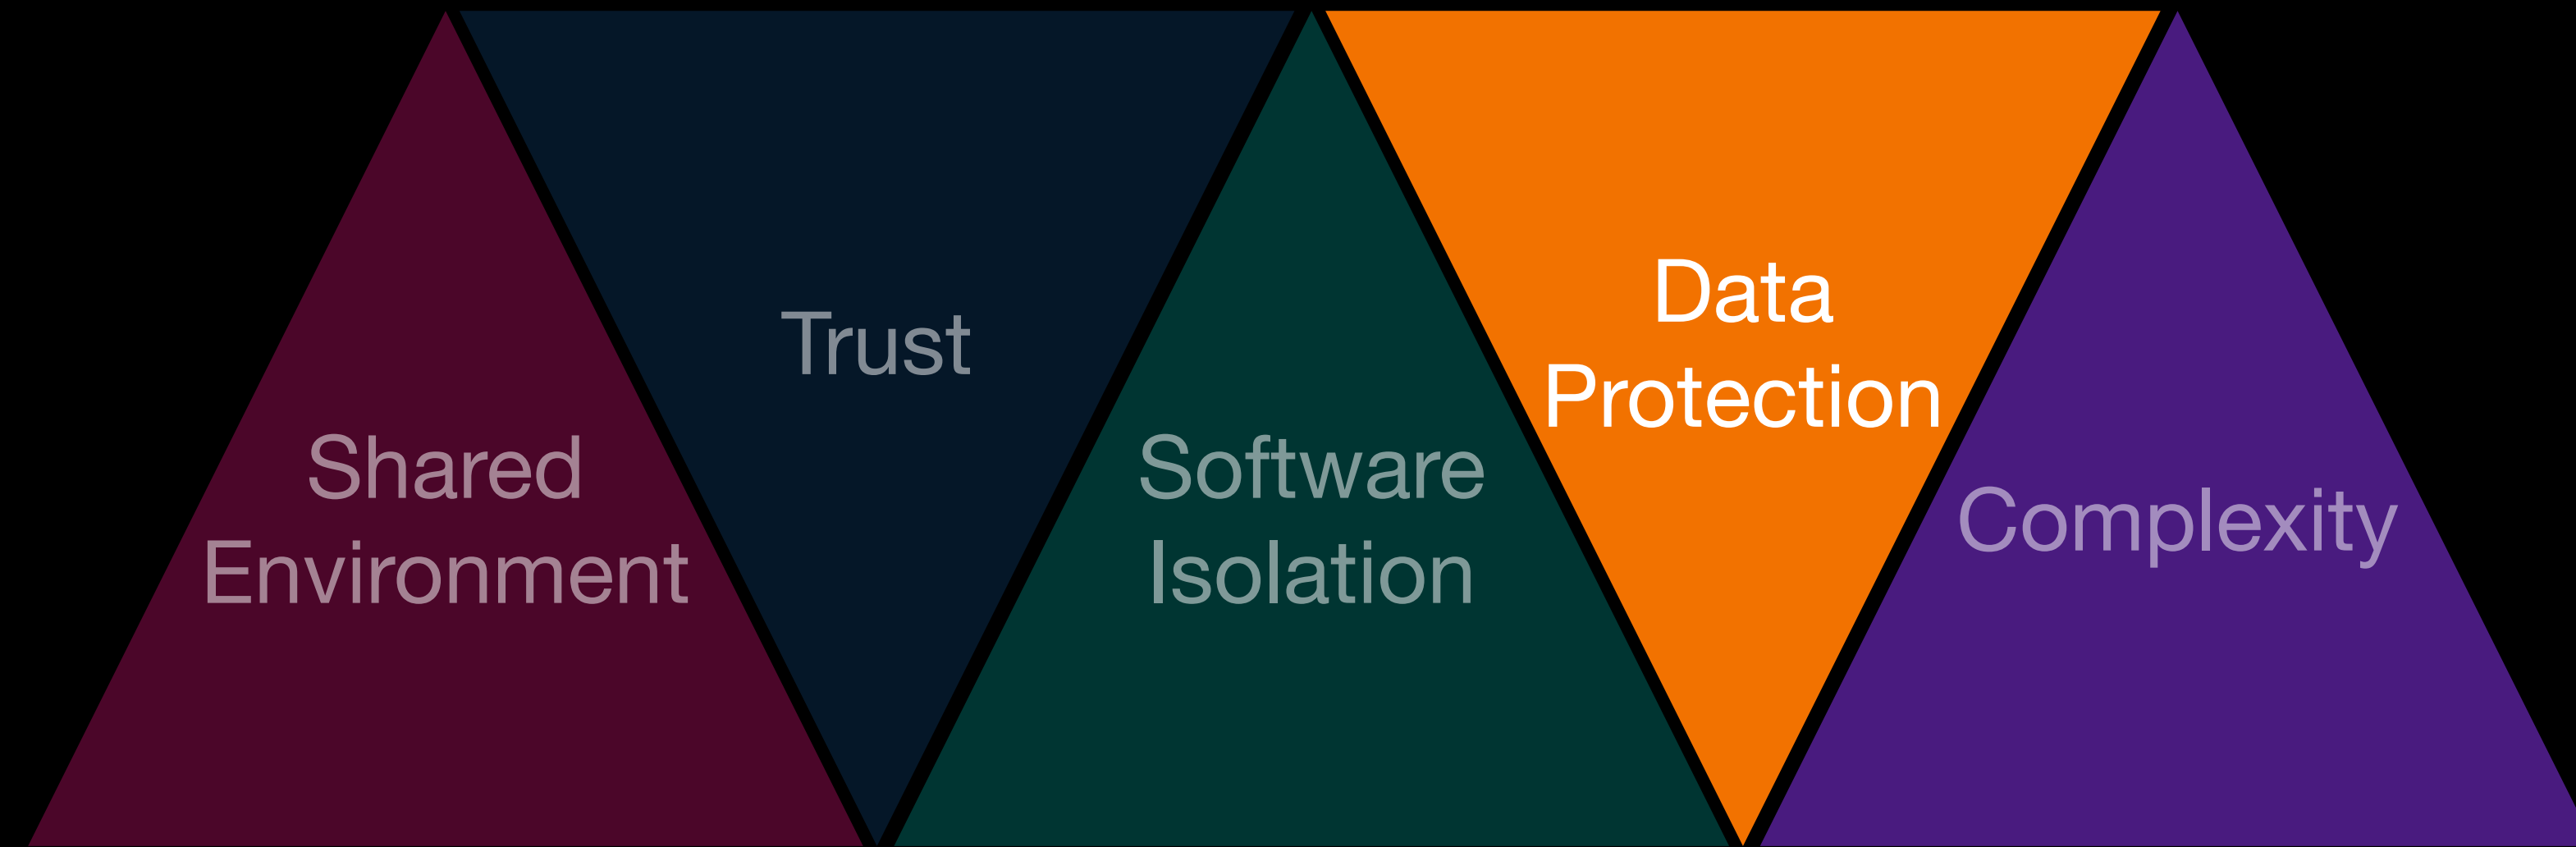 Shared
Environment
Trust
Software
Isolation
Data
Protection
Complexity